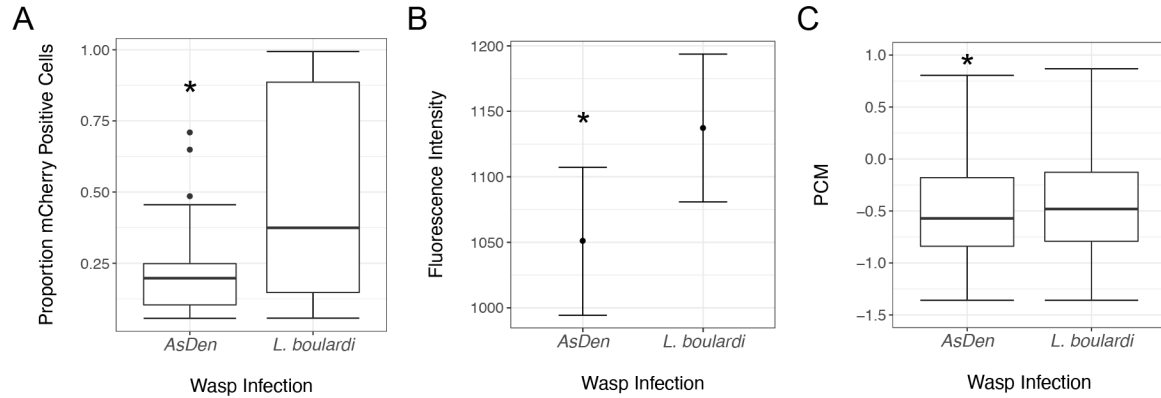 A
Proportion mCherry Positive Cells
1.00
0.75
0.50
0.25
*
AsDen
L. boulardi
Wasp Infection
B
Fluorescence Intensity
1200
1150
1100
1050
1000
*
AsDen
L. boulardi
Wasp Infection
C
PCM
1.0
0.5
0.0
−0.5
−1.0
−1.5
*
AsDen
L. boulardi
Wasp Infection